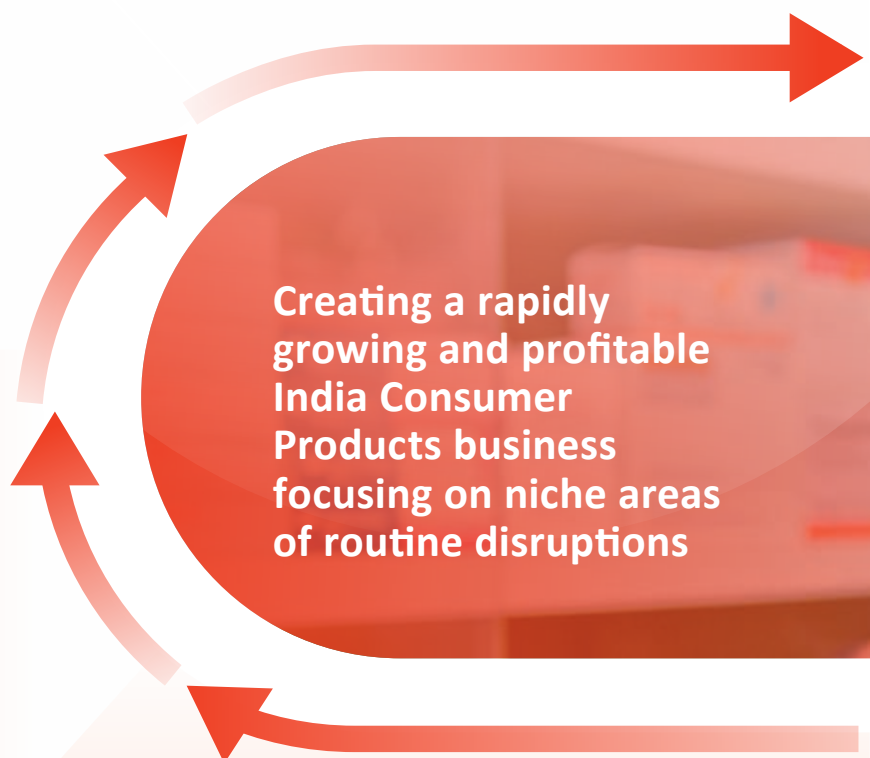 Creating a rapidly
growing and profitable
India Consumer
Products business
focusing on niche areas
of routine disruptions